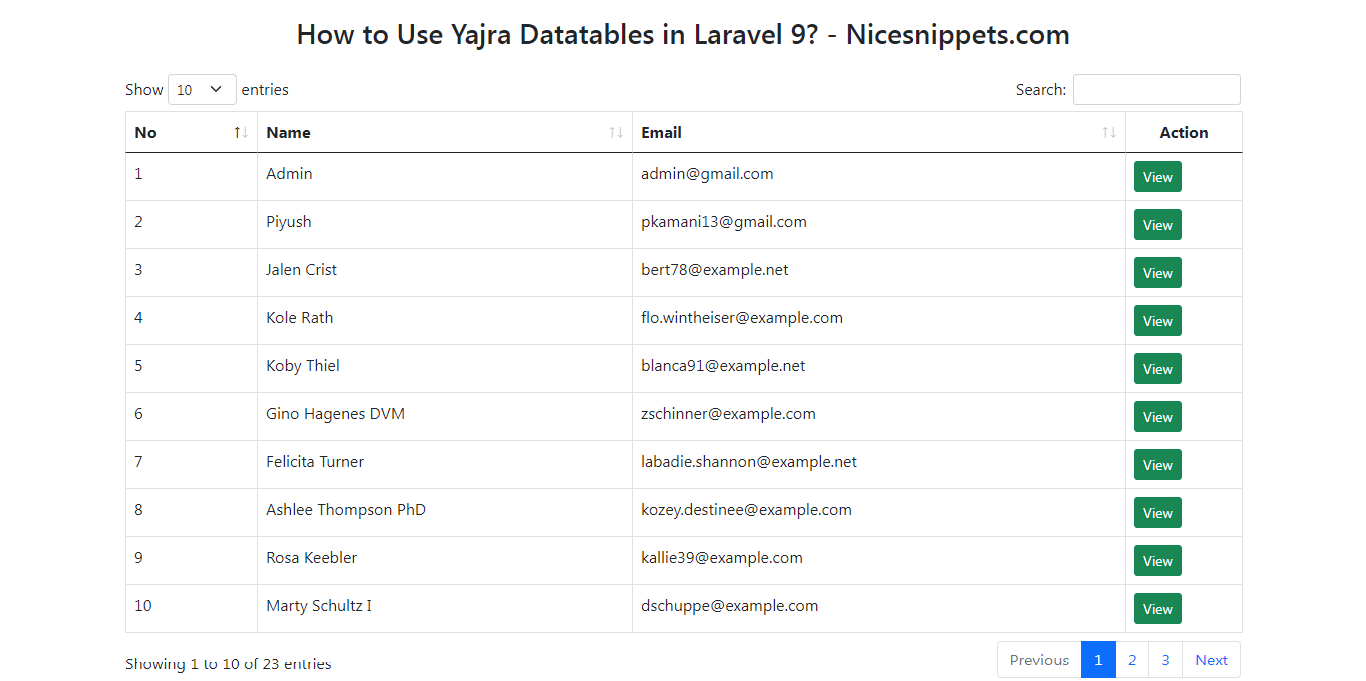 How to Use Yajra Datatables in Laravel 9? - Nicesnippets.com
Show 10 entries Search:
No Name Email Action
1 Admin admin@gmail.com View
2 Piyush pkamani13@gmail.com View
3 Jalen Crist bert78@example.net View
4 Kole Rath flo.wintheiser@example.com View
5 Koby Thiel blanca91@example.net View
6 Gino Hagenes DVM zschinner@example.com View
7 Felicita Turner labadie.shannon@example.net View
8 Ashlee Thompson PhD kozey.destinee@example.com View
9 Rosa Keebler kallie39@example.com View
10 Marty Schultz I dschuppe@example.com View
Showing 1 to 10 of 23 entries Previous 1 2 3 Next